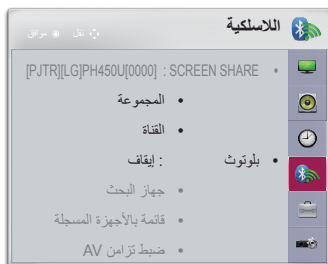 اللاسلكية
نقل موافق
[PJTR][LG]PH450U[0000] : SCREEN SHARE
المجموعة
القناة
بلوتوث : إيقاف
جهاز البحث
قائمة بالأجهزة المسجلة
ضبط تزامن AV